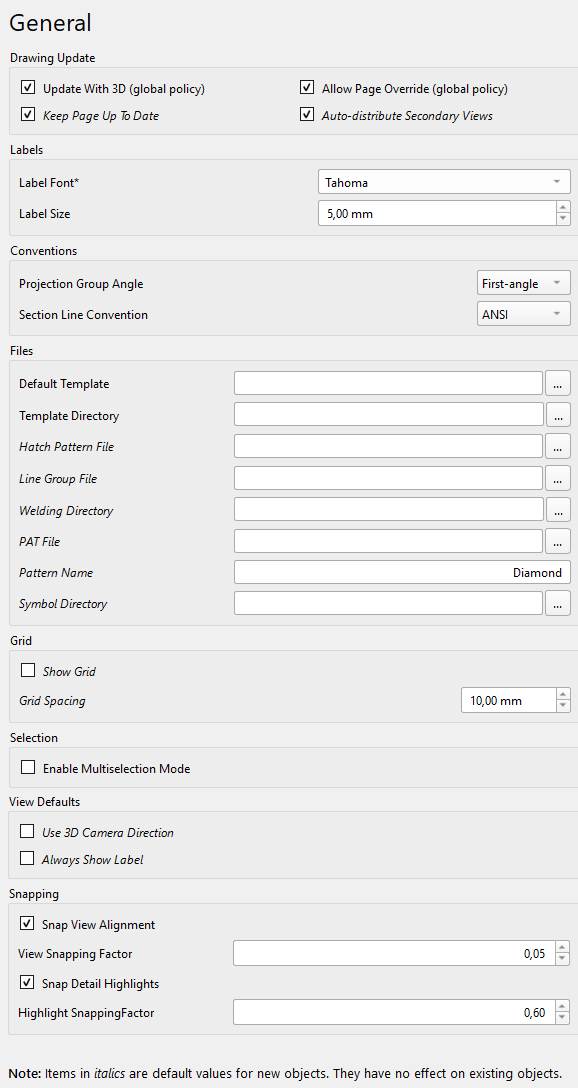 General
Drawing Update
Update With 3D (global policy) Allow Page Override (global policy)
Keep Page Up To Date Auto-distribute Secondary Views
Labels
Label Font* Tahoma
Label Size 5,00 mm
Conventions
Projection Group Angle First-angle
Section Line Convention ANSI
Files
Default Template ...
Template Directory ...
Hatch Pattern File ...
Line Group File ...
Welding Directory ...
PAT File ...
Pattern Name Diamond
Symbol Directory ...
Grid
Show Grid
Grid Spacing 10,00 mm
Selection
Enable Multiselection Mode
View Defaults
Use 3D Camera Direction
Always Show Label
Snapping
Snap View Alignment
View Snapping Factor 0,05
Snap Detail Highlights
Highlight SnappingFactor 0,60
Note: Items in italics are default values for new objects. They have no effect on existing objects.